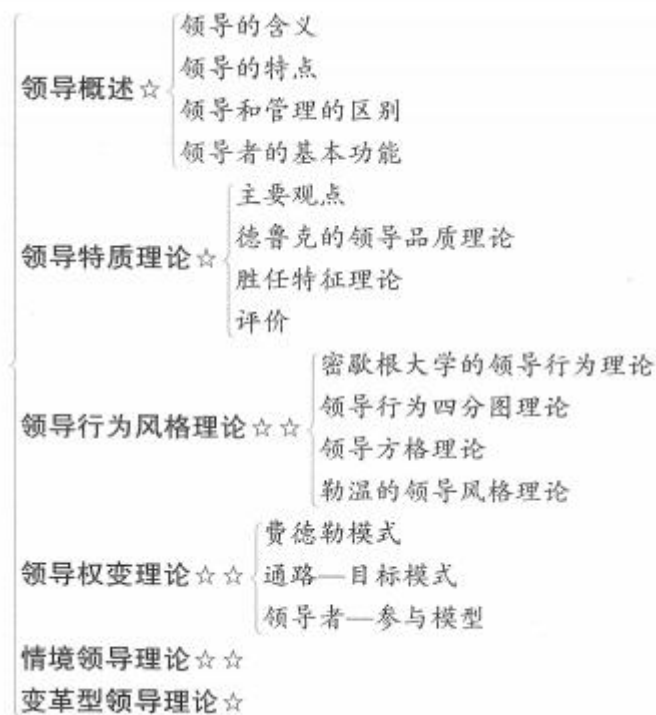 领导概述☆
领导的含义
领导的特点
领导和管理的区别
领导者的基本功能
领导特质理论☆
主要观点
德鲁克的领导品质理论
胜任特征理论
评价
领导行为风格理论☆☆
密歇根大学的领导行为理论
领导行为四分图理论
领导方格理论
勒温的领导风格理论
领导权变理论☆☆
费德勒模式
通路—目标模式
领导者—参与模型
情境领导理论☆☆
变革型领导理论☆